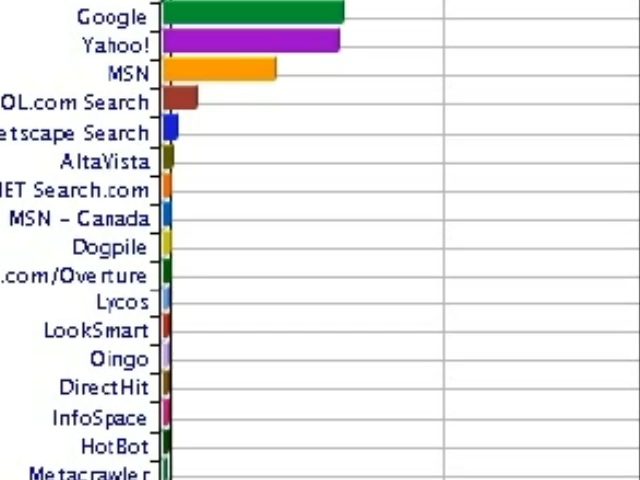 Google
Yahoo!
MSN
OL.com Search
etscape Search
AltaVista
NET Search.com
MSN - Canada
Dogpile
.com/Overture
Lycos
LookSmart
Oingo
DirectHit
InfoSpace
HotBot
Metacrawler